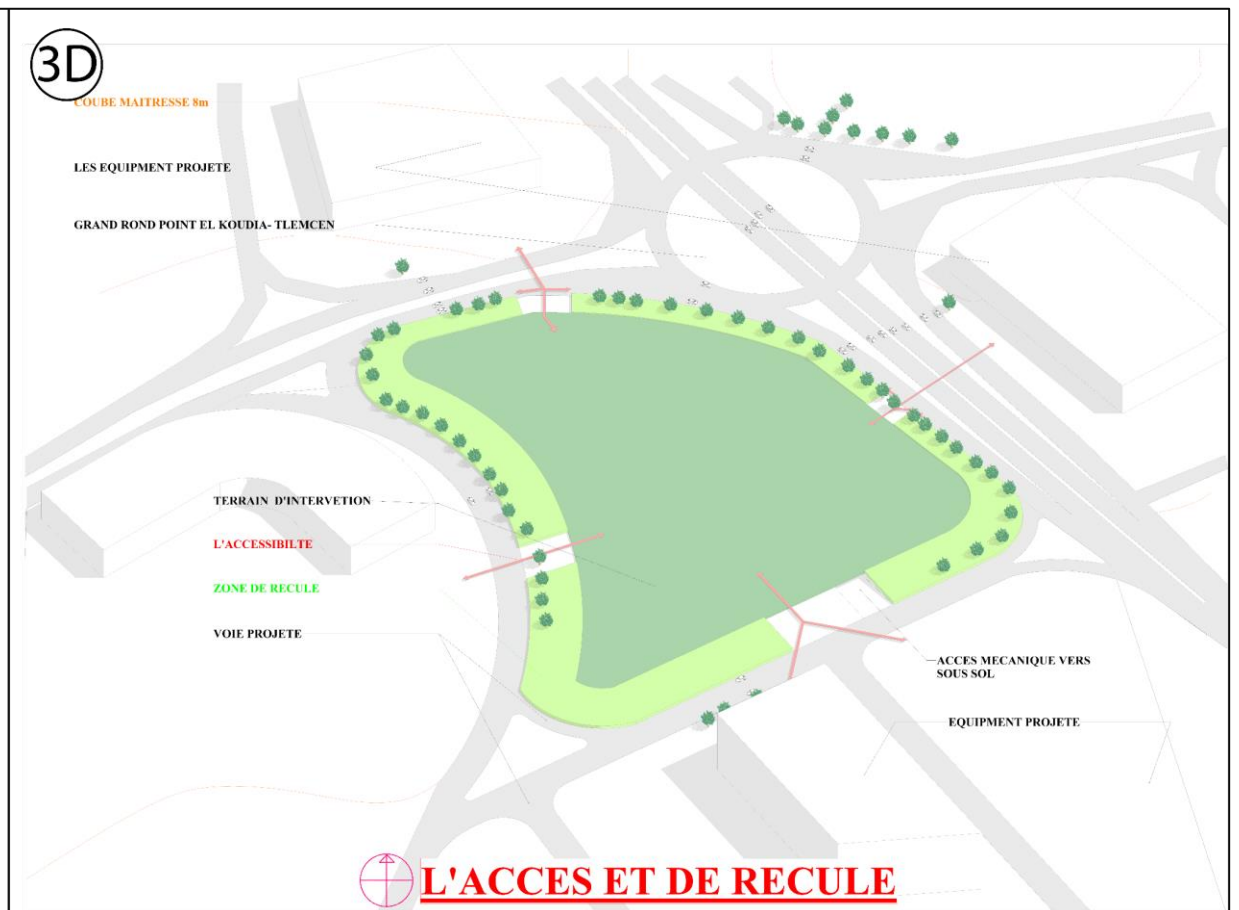 3D
COUBE MAITRESSE 8m
LES EQUIPMENT PROJETE
GRAND ROND POINT EL KOUDIA- TLEMCEN
TERRAIN D'INTERVETION
L'ACCESSIBILTE
ZONE DE RECULE
VOIE PROJETE
ACCES MECANIQUE VERS
SOUS SOL
EQUIPMENT PROJETE
L'ACCES ET DE RECULE